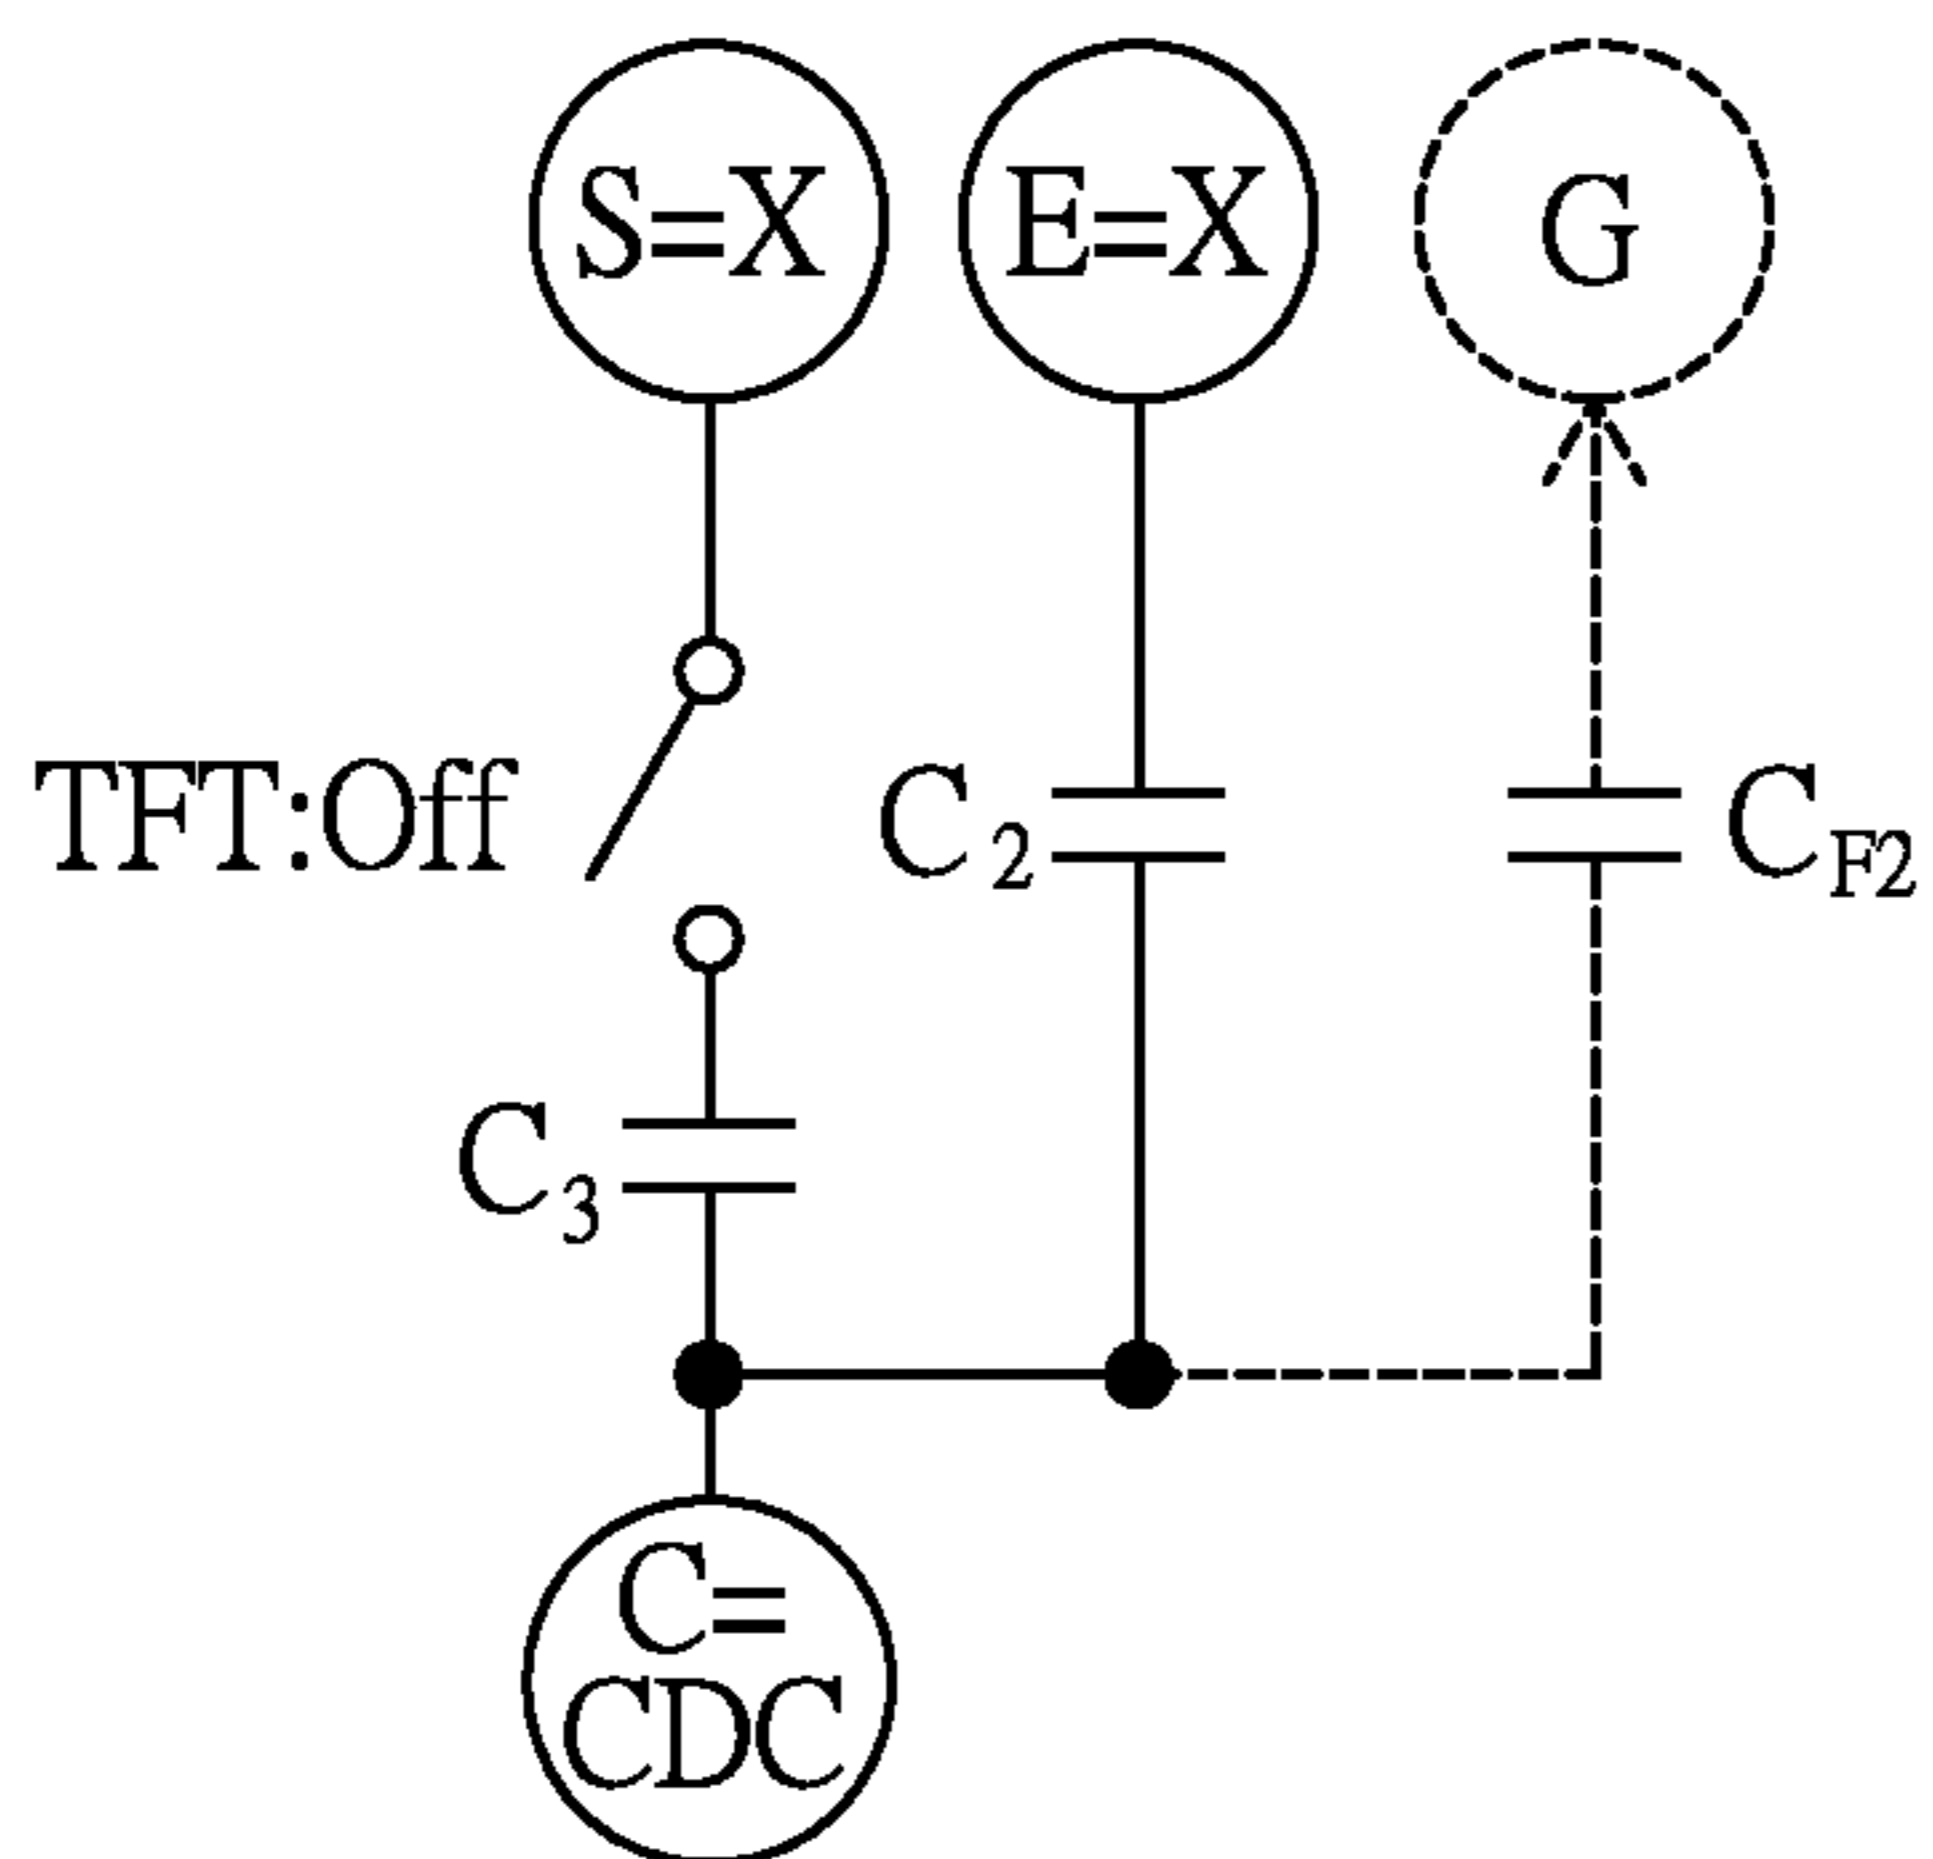 S=X
E=X
G
TFT:Off
C2
CF2
C3
C=
CDC